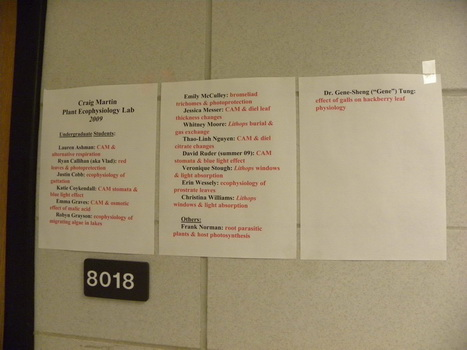 Craig Martin
Plant Ecophysiology Lab
2009
Undergraduate Students:
Lauren Ashman: CAM &
alternative respiration
Ryan Callihan (aka Vlad): red
leaves & photoprotection
Justin Cobb: ecophysiology of
guttation
Katie Cuykendall: CAM stomata &
blue light effect
Emma Graves: CAM & osmotic
effect of malic acid
Robyn Grayson: ecophysiology of
migrating algae in lakes
Emily McCulley: bromeliad
trichomes & photoprotection
Jessica Messer: CAM & diel leaf
thickness changes
Whitney Moore: Lithops burial &
gas exchange
Thao-Linh Nguyen: CAM & diel
citrate changes
David Ruder (summer 09): CAM
stomata & blue light effect
Veronique Stough: Lithops windows
& light absorption
Erin Wessely: ecophysiology of
prostrate leaves
Christina Williams: Lithops
windows & light absorption
Others:
Frank Norman: root parasitic
plants & host photosynthesis
Dr. Gene-Sheng ("Gene") Tung:
effect of galls on hackberry leaf
physiology
8018